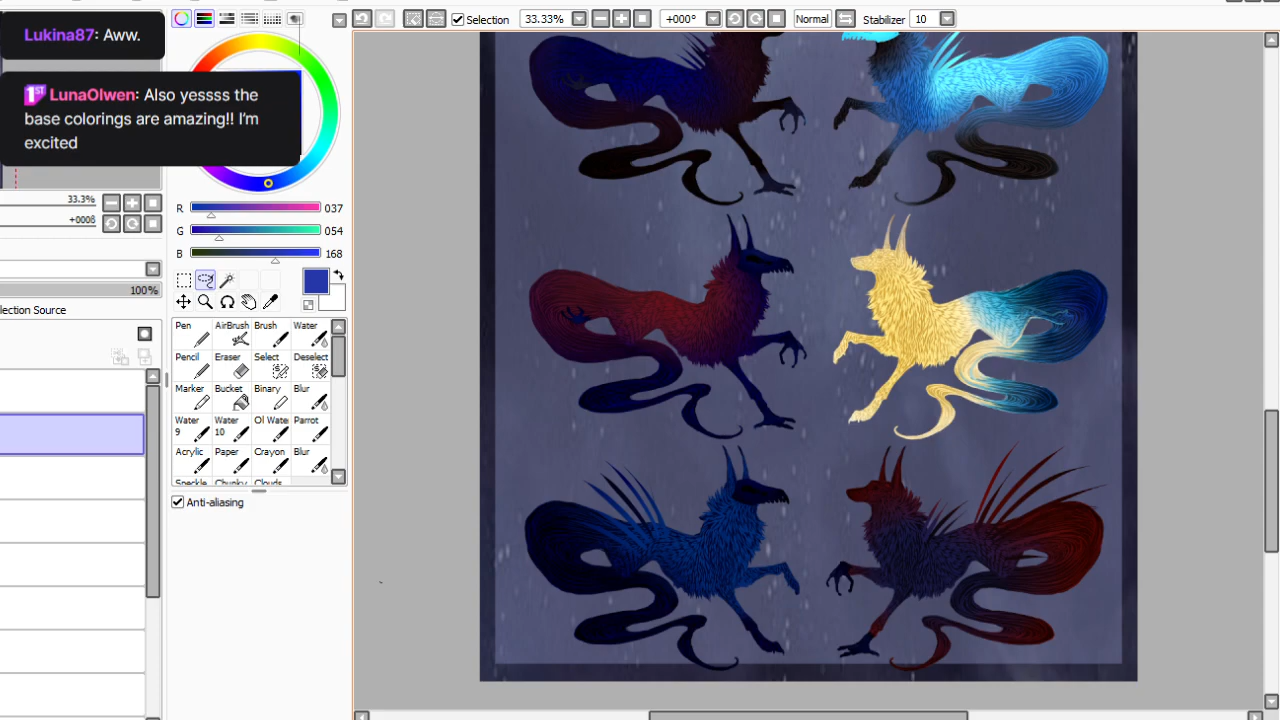 Lukina87: Aww.
1ST LunaOlwen: Also yessss the
base colorings are amazing!! I'm
excited
Selection 33.33% +000° Normal Stabilizer 10
33.3%
R 037
G 054
B 168
100%
lection Source
Pen AirBrush Brush Water
Pencil Eraser Select Deselect
Marker Bucket Binary Blur
Water 9 Water 10 Ol Wate Parrot
Acrylic Paper Crayon Blur
Speckle Chunky Clouds
Anti-aliasing